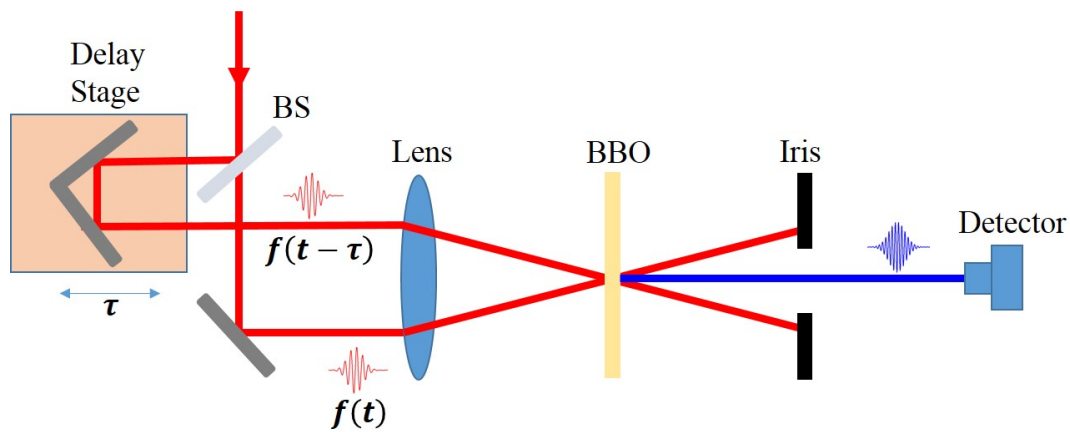 Delay
Stage
BS
Lens
BBO
Iris
Detector
f(t − τ)
τ
f(t)